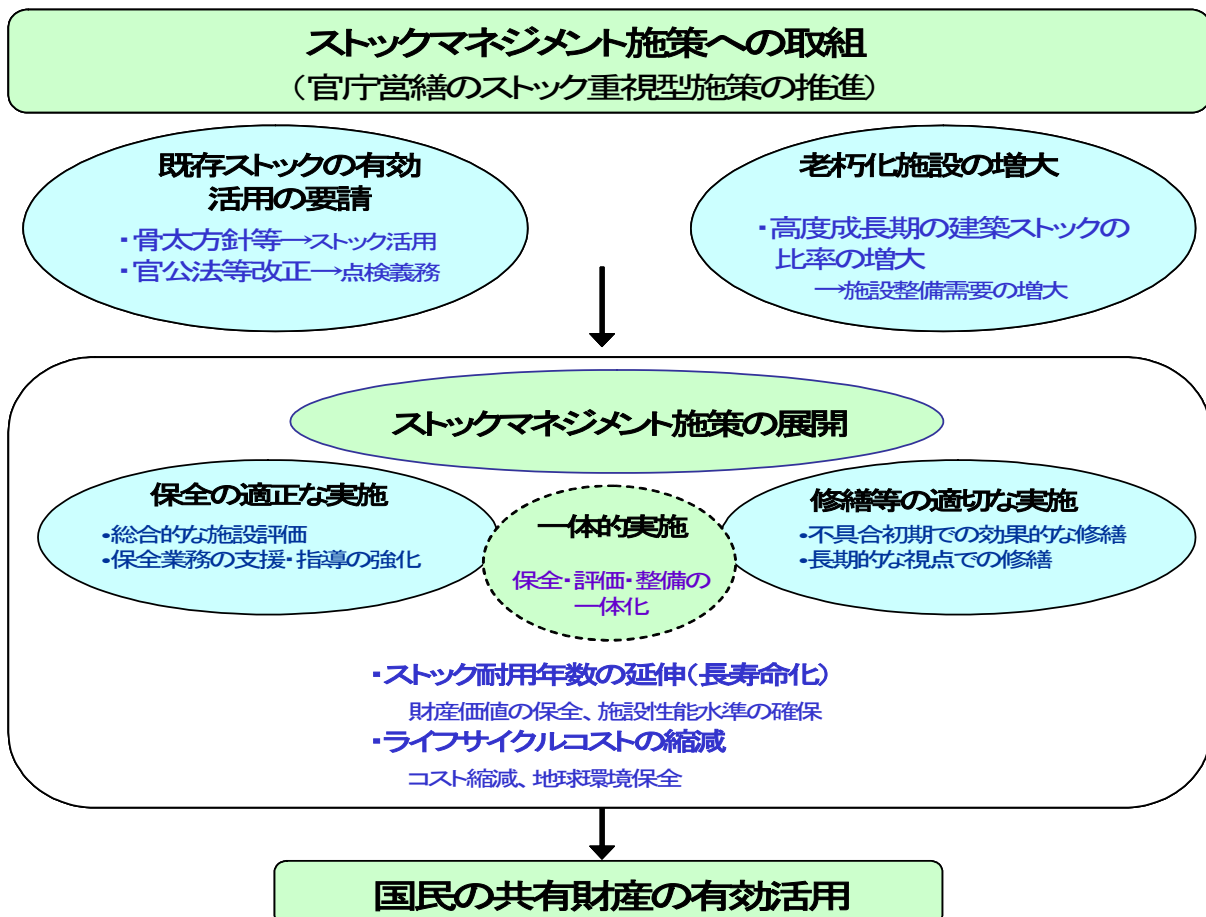 ストックマネジメント施策への取組
（官庁営繕のストック重視型施策の推進）
既存ストックの有効
活用の要請
・骨太方針等→ストック活用
・官公法等改正→点検義務
老朽化施設の増大
・高度成長期の建築ストックの
比率の増大
→施設整備需要の増大
ストックマネジメント施策の展開
保全の適正な実施
・総合的な施設評価
・保全業務の支援・指導の強化
一体的実施
保全・評価・整備の
一体化
修繕等の適切な実施
・不具合初期での効果的な修繕
・長期的な視点での修繕
・ストック耐用年数の延伸（長寿命化）
財産価値の保全、施設性能水準の確保
・ライフサイクルコストの縮減
コスト縮減、地球環境保全
国民の共有財産の有効活用